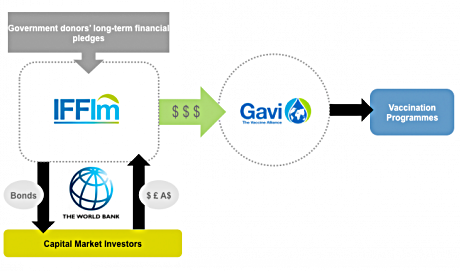 Government donors' long-term financial
pledges
IFFIm
$ $ $
Gavi
The Vaccine Alliance
Vaccination
Programmes
Bonds
THE WORLD BANK
$ £ A$
Capital Market Investors